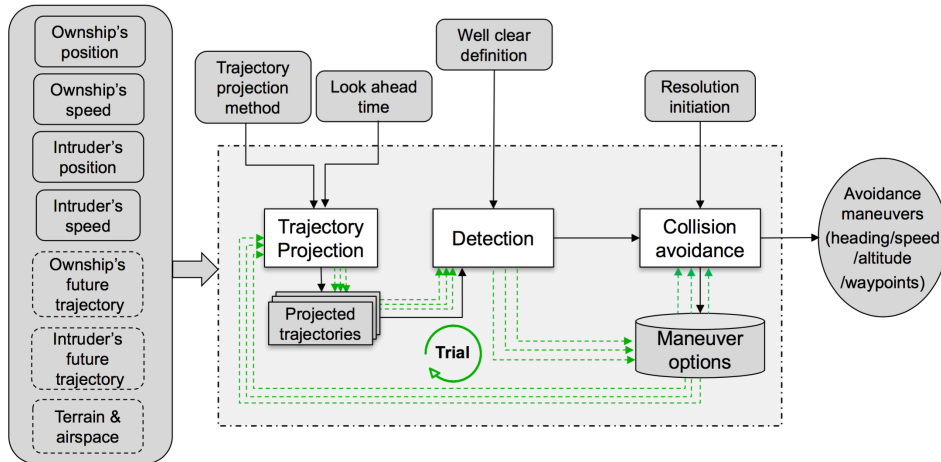 Ownship's
position
Ownship's
speed
Intruder's
position
Intruder's
speed
Ownship's
future
trajectory
Intruder's
future
trajectory
Terrain &
airspace
Trajectory
projection
method
Look ahead
time
Well clear
definition
Resolution
initiation
Trajectory
Projection
Detection
Collision
avoidance
Projected
trajectories
Trial
Maneuver
options
Avoidance
maneuvers
(heading/speed
/altitude
/waypoints)